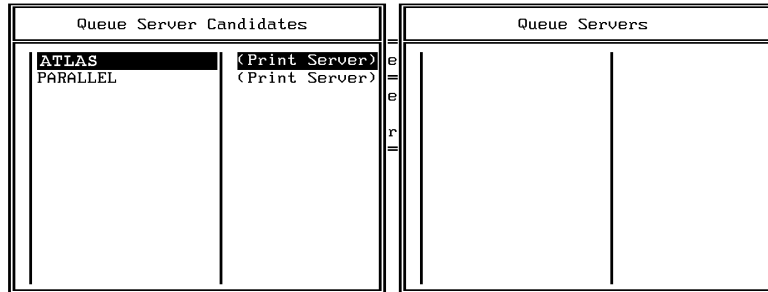 Queue Server Candidates
Queue Servers
ATLAS (Print Server)
PARALLEL (Print Server)
e
e
r